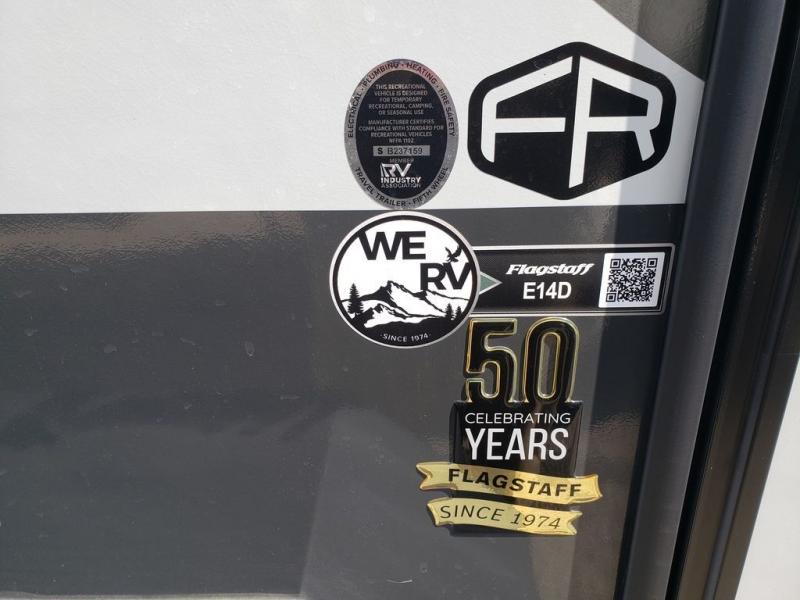 ELECTRICAL · PLUMBING · HEATING · FIRE SAFETY
THIS RECREATIONAL
VEHICLE IS DESIGNED
FOR TEMPORARY
RECREATIONAL, CAMPING,
OR SEASONAL USE
MANUFACTURER CERTIFIES
COMPLIANCE WITH STANDARD FOR
RECREATIONAL VEHICLES
NFPA 1192
S B237159
MEMBER
RV
INDUSTRY
ASSOCIATION
TRAVEL TRAILER · FIFTH WHEEL
FR
WE
RV
·SINCE 1974·
Flagstaff
E14D
50
CELEBRATING
YEARS
FLAGSTAFF
SINCE 1974